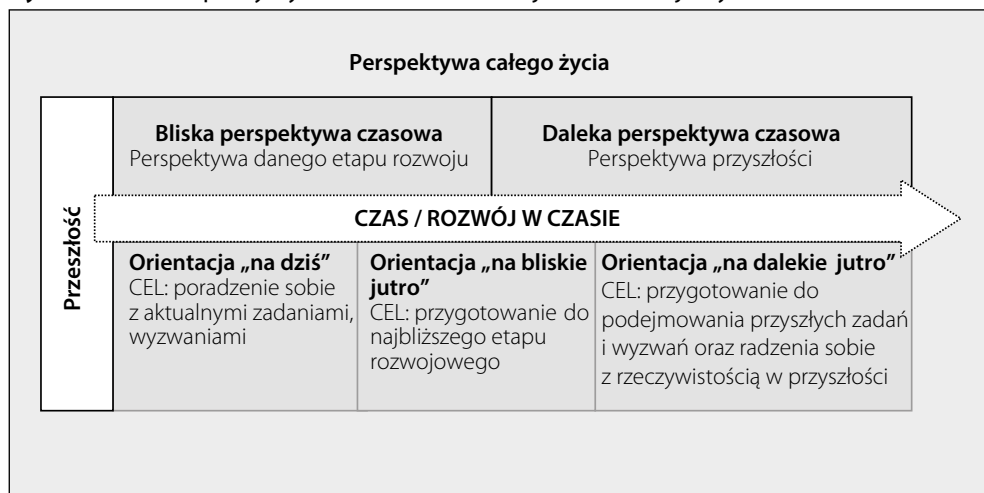 Perspektywa całego życia
Przeszłość
Bliska perspektywa czasowa
Perspektywa danego etapu rozwoju
Daleka perspektywa czasowa
Perspektywa przyszłości
CZAS / ROZWÓJ W CZASIE
Orientacja „na dziś”
CEL: poradzenie sobie
z aktualnymi zadaniami,
wyzwaniami
Orientacja „na bliskie
jutro”
CEL: przygotowanie do
najbliższego etapu
rozwojowego
Orientacja „na dalekie jutro”
CEL: przygotowanie do
podejmowania przyszłych zadań
i wyzwań oraz radzenia sobie
z rzeczywistością w przyszłości